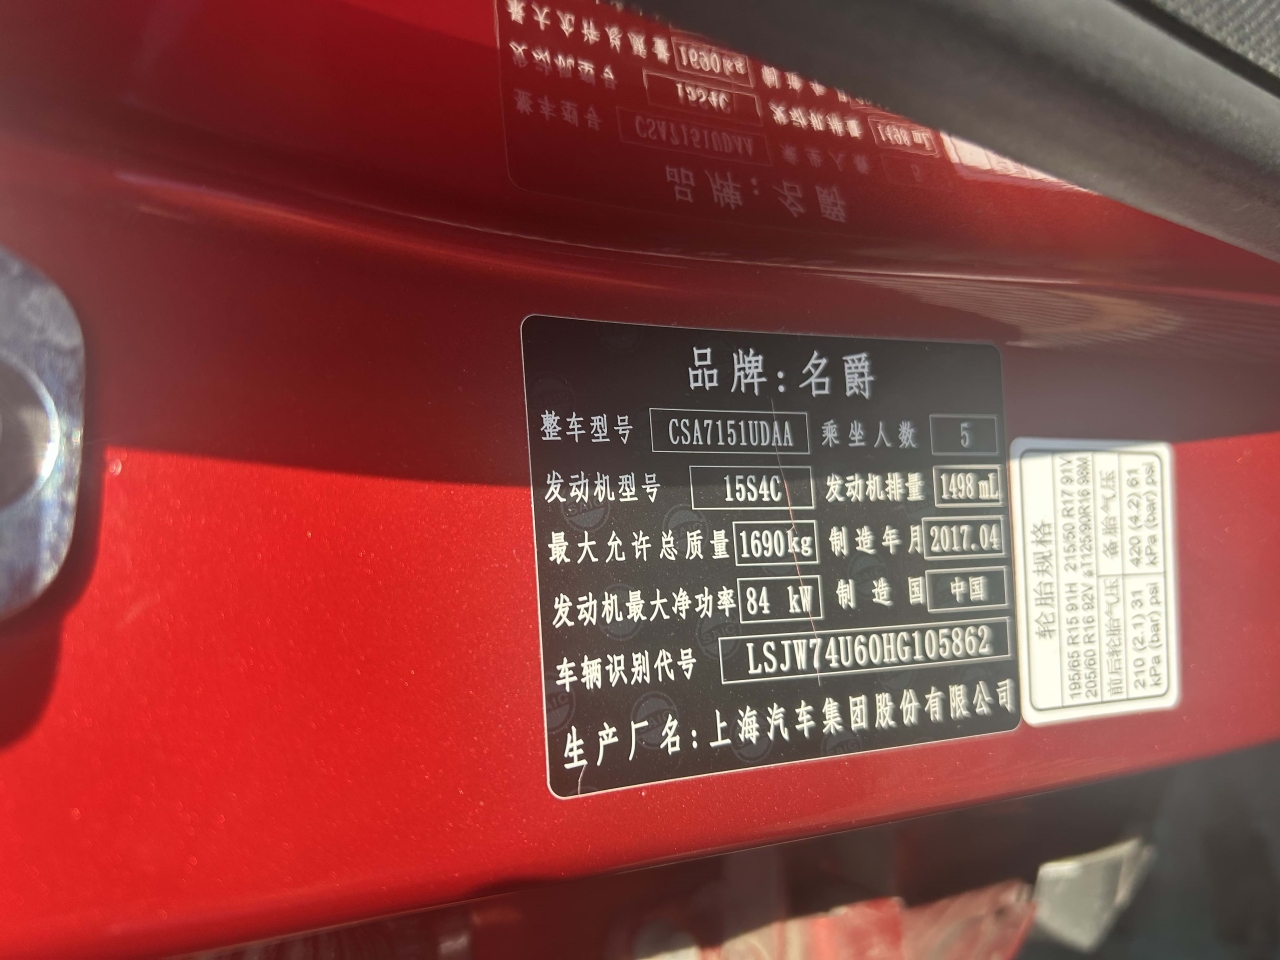 品牌：名爵
整车型号 CSA7151UDAA 乘坐人数 5
发动机型号 15S4C 发动机排量 1498 mL
最大允许总质量 1690kg 制造年月 2017.04
发动机最大净功率 84 kW 制造国 中国
车辆识别代号 LSJW74U60HG105862
生产厂名：上海汽车集团股份有限公司
轮胎规格
195/65 R15 91H 215/50 R17 91V
205/60 R16 92V &T125/90R16 98M
前后轮胎气压 备胎气压
210 (2.1) 31 420 (4.2) 61
kPa (bar) psi kPa (bar) psi